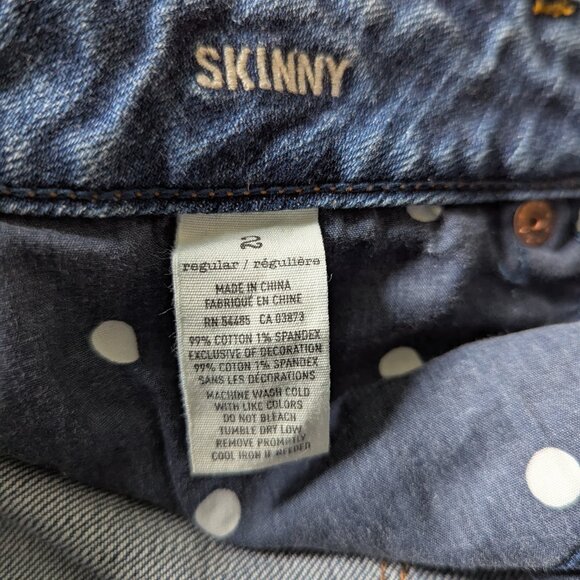 SKINNY
2
regular / régulière
MADE IN CHINA
FABRIQUÉ EN CHINE
RN 54485 CA 03873
99% COTTON 1% SPANDEX
EXCLUSIVE OF DECORATION
99% COTTON 1% SPANDEX
SANS LES DÉCORATIONS
MACHINE WASH COLD
WITH LIKE COLORS
DO NOT BLEACH
TUMBLE DRY LOW
REMOVE PROMPTLY
COOL IRON IF NEEDED